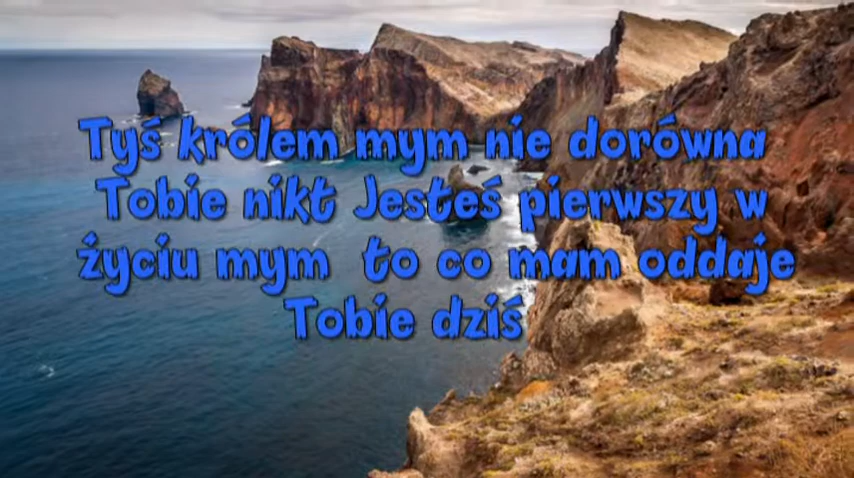 Tyś królem mym nie dorówna
Tobie nikt Jesteś pierwszy w
życiu mym to co mam oddaje
Tobie dziś